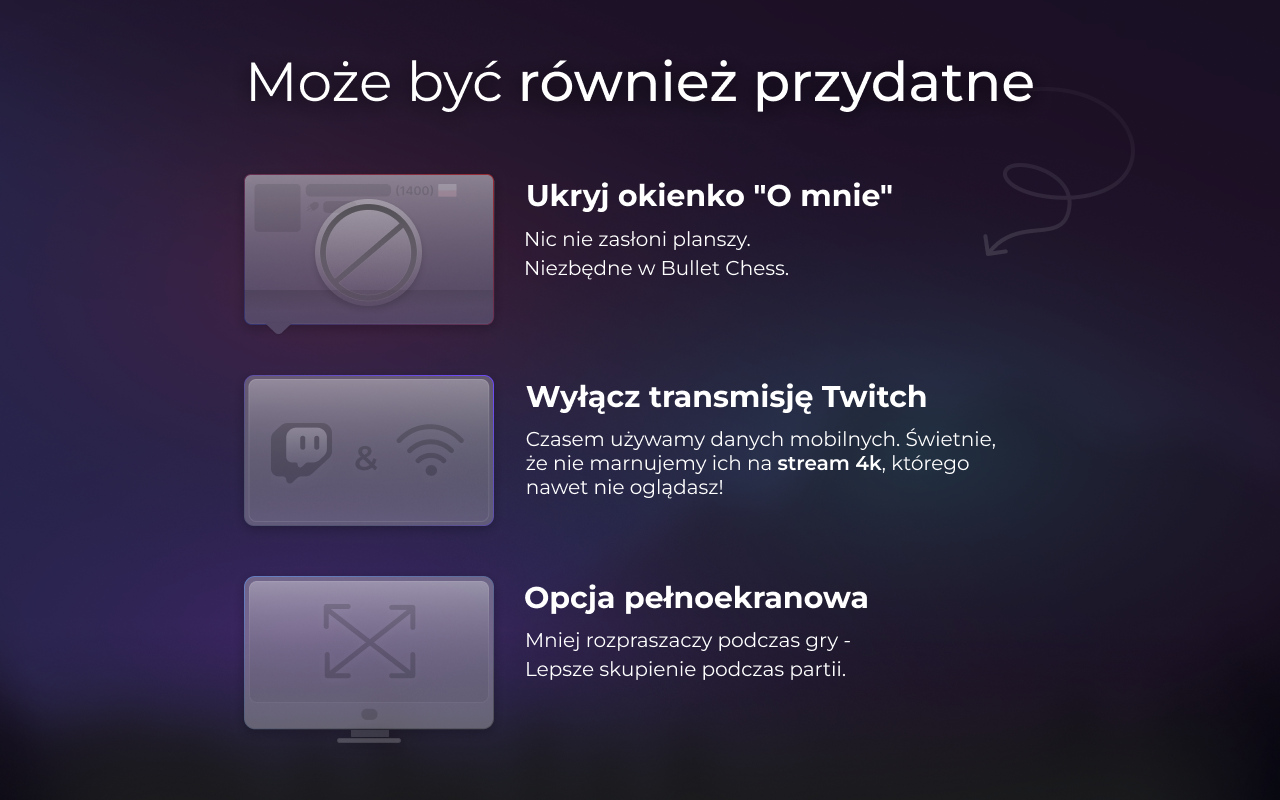 Może być również przydatne
(1400)
Ukryj okienko "O mnie"
Nic nie zasłoni planszy.
Niezbędne w Bullet Chess.
&
Wyłącz transmisję Twitch
Czasem używamy danych mobilnych. Świetnie,
że nie marnujemy ich na stream 4k, którego
nawet nie oglądasz!
Opcja pełnoekranowa
Mniej rozpraszaczy podczas gry -
Lepsze skupienie podczas partii.